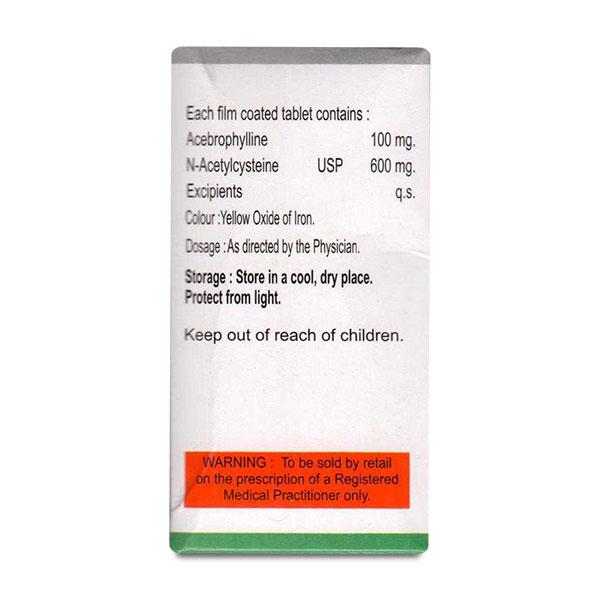 Each film coated tablet contains :
Acebrophylline 100 mg.
N-Acetylcysteine USP 600 mg.
Excipients q.s.
Colour :Yellow Oxide of Iron.
Dosage :As directed by the Physician.
Storage : Store in a cool, dry place.
Protect from light.
Keep out of reach of children.
WARNING : To be sold by retail
on the prescription of a Registered
Medical Practitioner only.